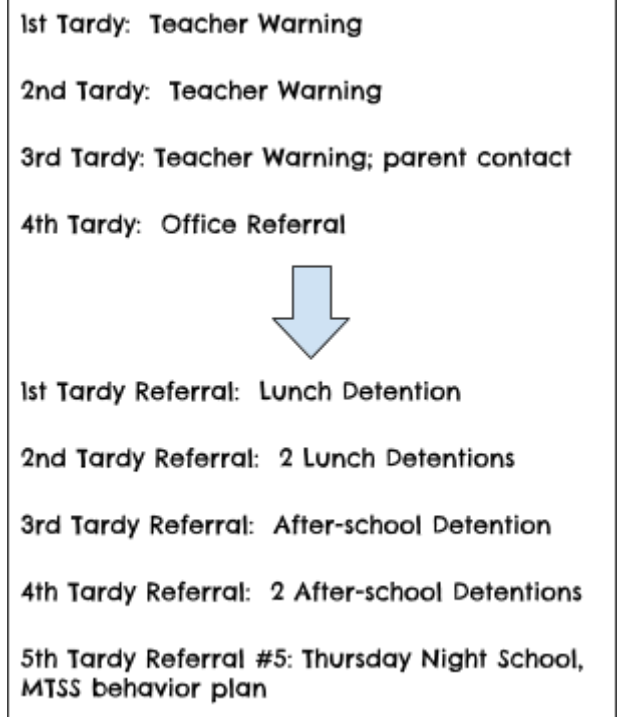 1st Tardy: Teacher Warning
2nd Tardy: Teacher Warning
3rd Tardy: Teacher Warning; parent contact
4th Tardy: Office Referral
1st Tardy Referral: Lunch Detention
2nd Tardy Referral: 2 Lunch Detentions
3rd Tardy Referral: After-school Detention
4th Tardy Referral: 2 After-school Detentions
5th Tardy Referral #5: Thursday Night School,
MTSS behavior plan